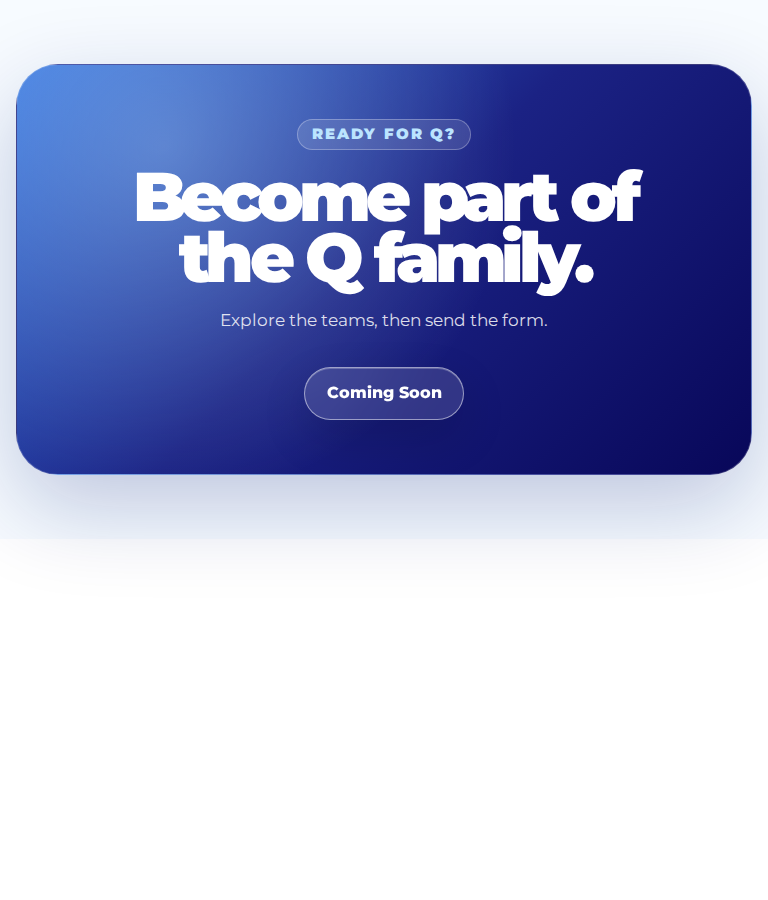 READY FOR Q?
Become part of
the Q family.
Explore the teams, then send the form.
Coming Soon